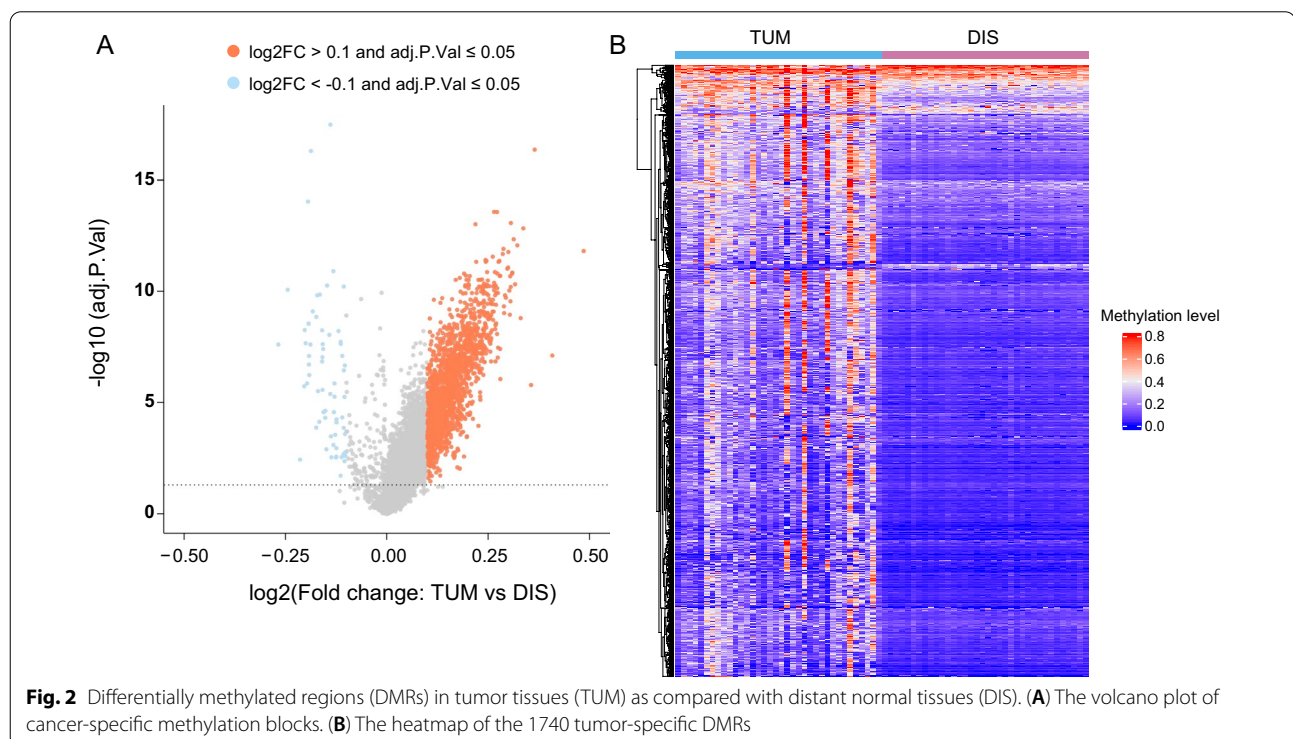 A
log2FC > 0.1 and adj.P.Val ≤ 0.05
log2FC < -0.1 and adj.P.Val ≤ 0.05
-log10 (adj.P.Val)
15
10
5
0
−0.50
−0.25
0.00
0.25
0.50
log2(Fold change: TUM vs DIS)
B
TUM
DIS
Methylation level
0.8
0.6
0.4
0.2
0.0
Fig. 2 Differentially methylated regions (DMRs) in tumor tissues (TUM) as compared with distant normal tissues (DIS). (A) The volcano plot of
cancer-specific methylation blocks. (B) The heatmap of the 1740 tumor-specific DMRs